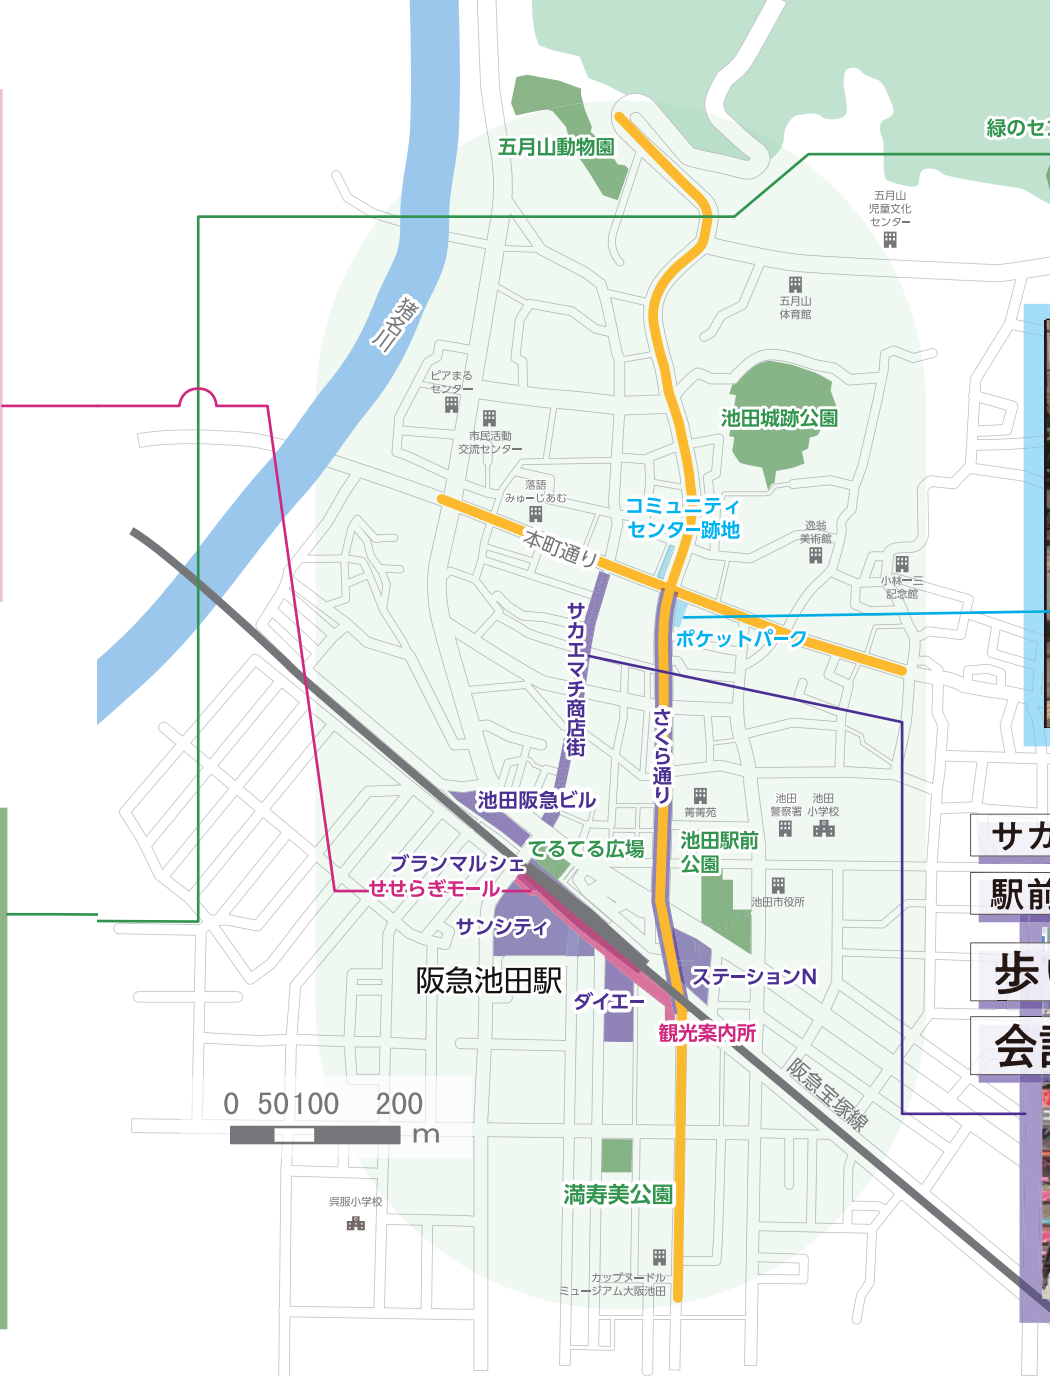 緑のセン
五月山動物園
五月山
児童文化
センター
五月山
体育館
猪名川
ピアまる
センター
市民活動
交流センター
池田城跡公園
落語
みゅーじあむ
コミュニティ
センター跡地
逸翁
美術館
本町通り
小林一三
記念館
サカエマチ商店街
ポケットパーク
さくら通り
池田阪急ビル
菁菁苑
池田
警察署
池田
小学校
てるてる広場
池田駅前
公園
サカ
ブランマルシェ
せせらぎモール
池田市役所
駅前
サンシティ
阪急池田駅
ステーションN
歩い
ダイエー
観光案内所
会議
阪急宝塚線
0 50 100 200
m
満寿美公園
呉服小学校
カップヌードル
ミュージアム大阪池田